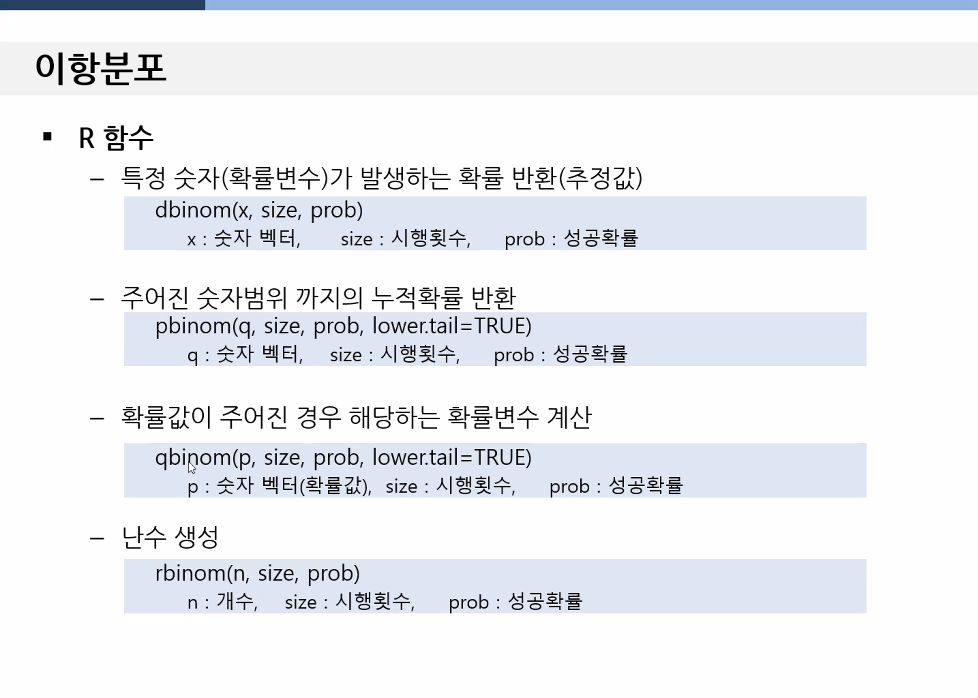 이항분포
▪ R 함수
– 특정 숫자(확률변수)가 발생하는 확률 반환(추정값)
dbinom(x, size, prob)
x : 숫자 벡터, size : 시행횟수, prob : 성공확률
– 주어진 숫자범위 까지의 누적확률 반환
pbinom(q, size, prob, lower.tail=TRUE)
q : 숫자 벡터, size : 시행횟수, prob : 성공확률
– 확률값이 주어진 경우 해당하는 확률변수 계산
qbinom(p, size, prob, lower.tail=TRUE)
p : 숫자 벡터(확률값), size : 시행횟수, prob : 성공확률
– 난수 생성
rbinom(n, size, prob)
n : 개수, size : 시행횟수, prob : 성공확률